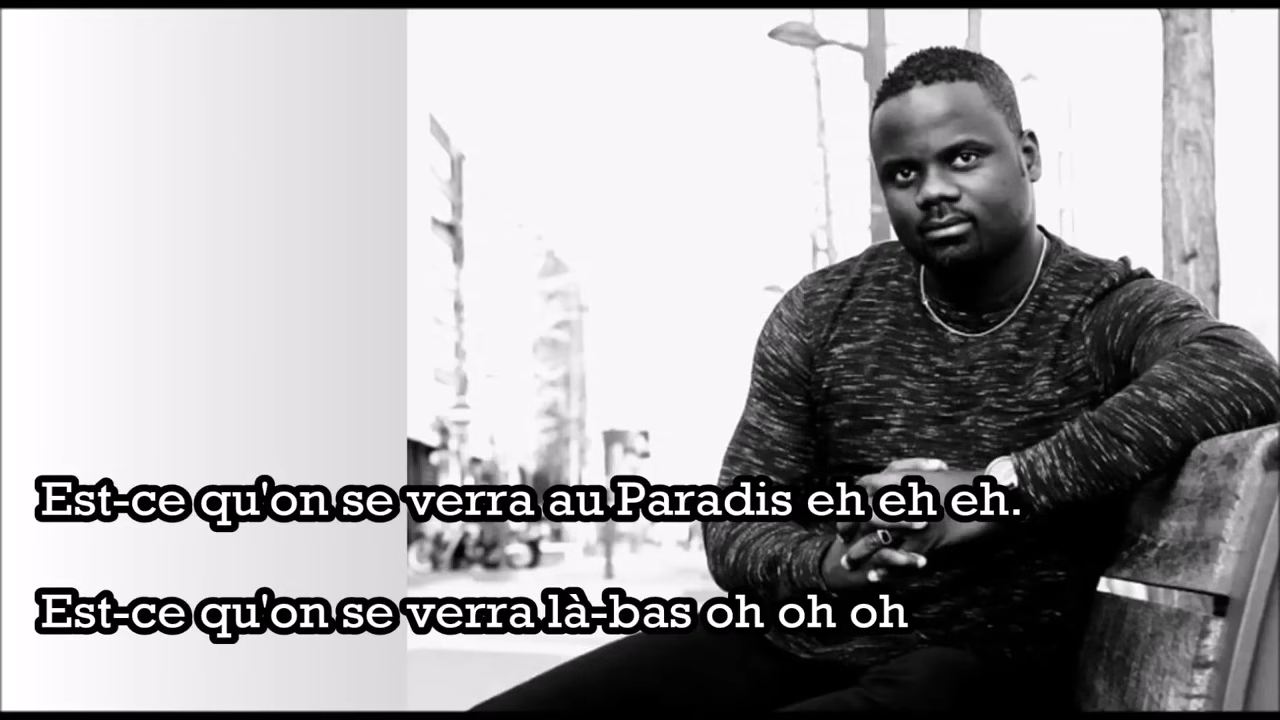 Est-ce qu'on se verra au Paradis eh eh eh.
Est-ce qu'on se verra là-bas oh oh oh